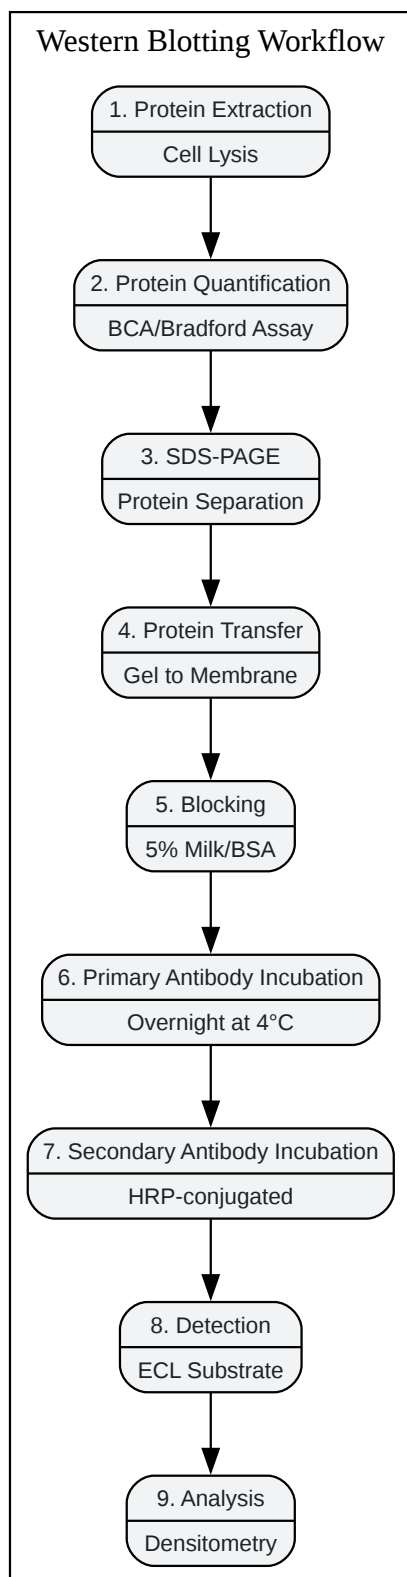 Western Blotting Workflow
1. Protein Extraction
Cell Lysis
2. Protein Quantification
BCA/Bradford Assay
3. SDS-PAGE
Protein Separation
4. Protein Transfer
Gel to Membrane
5. Blocking
5% Milk/BSA
6. Primary Antibody Incubation
Overnight at 4°C
7. Secondary Antibody Incubation
HRP-conjugated
8. Detection
ECL Substrate
9. Analysis
Densitometry